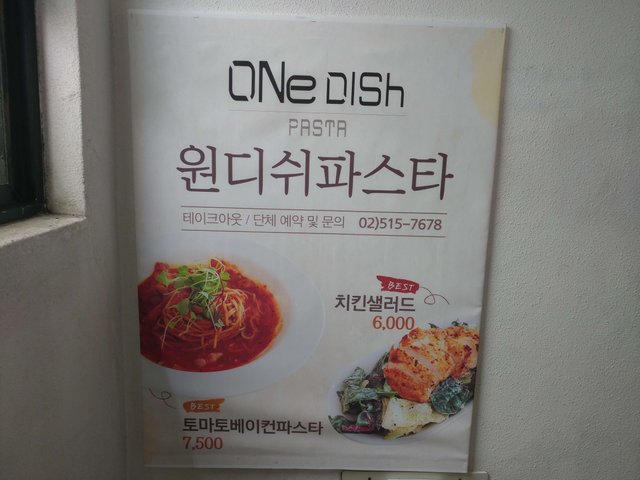 ONe DISh
PASTA
원디쉬파스타
테이크아웃 / 단체 예약 및 문의 02)515-7678
BEST
치킨샐러드
6,000
BEST
토마토베이컨파스타
7,500